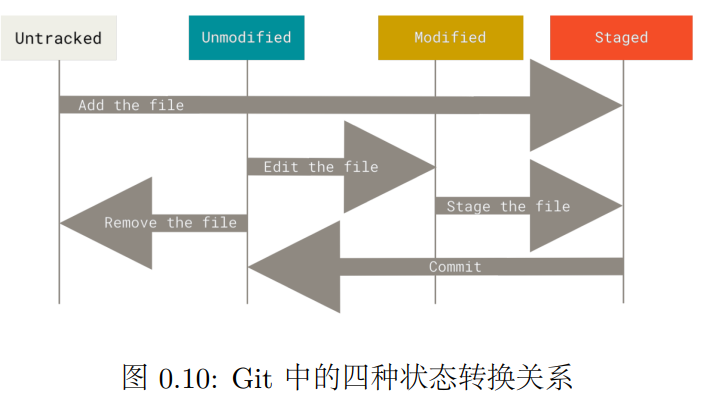 Untracked Unmodified Modified Staged
Add the file
Edit the file
Stage the file
Remove the file
Commit
图 0.10: Git 中的四种状态转换关系